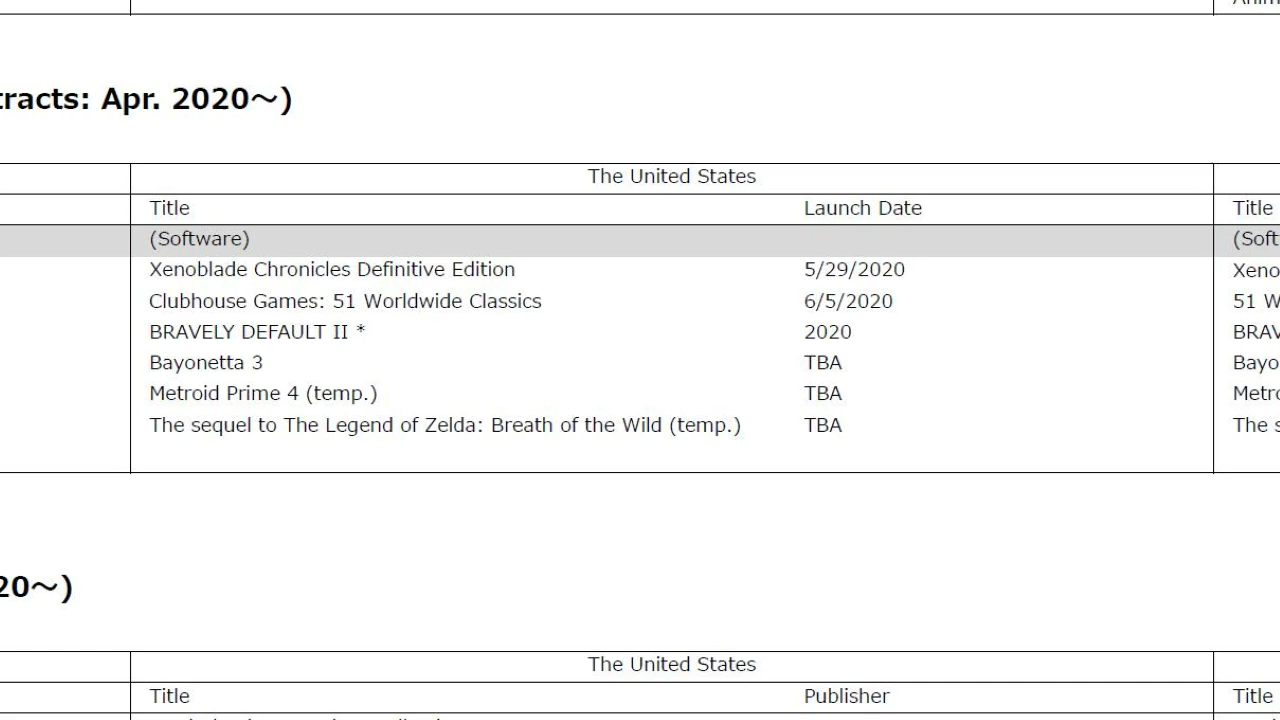 tracts: Apr. 2020～)
The United States
Title Launch Date Title
(Software) (Soft
Xenoblade Chronicles Definitive Edition 5/29/2020 Xeno
Clubhouse Games: 51 Worldwide Classics 6/5/2020 51 W
BRAVELY DEFAULT II * 2020 BRAV
Bayonetta 3 TBA Bayo
Metroid Prime 4 (temp.) TBA Metro
The sequel to The Legend of Zelda: Breath of the Wild (temp.) TBA The s
20～)
The United States
Title Publisher Title